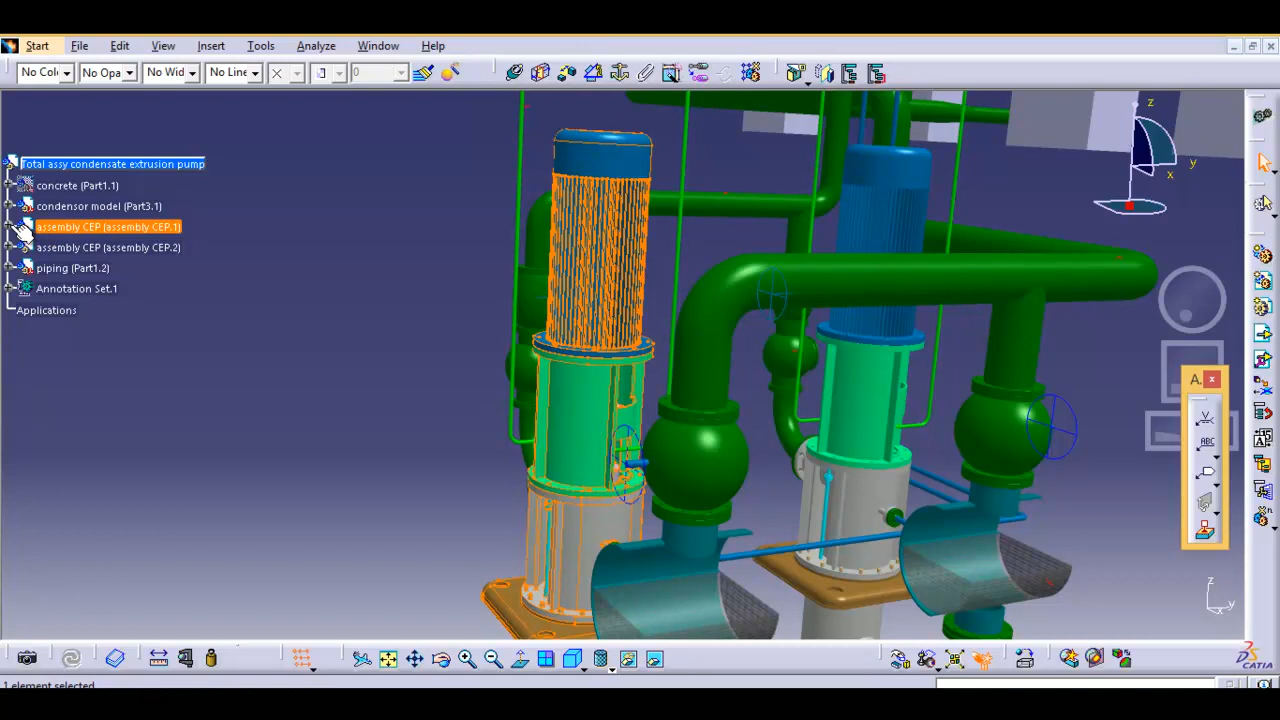 Start File Edit View Insert Tools Analyze Window Help
No Col No Opa No Wid No Line 0
Total assy condensate extrusion pump
concrete (Part1.1)
condensor model (Part3.1)
assembly CEP (assembly CEP.1)
assembly CEP (assembly CEP.2)
piping (Part1.2)
Annotation Set.1
Applications
z
y
x
A.. x
ABC
z
y
x
CATIA
1 element selected